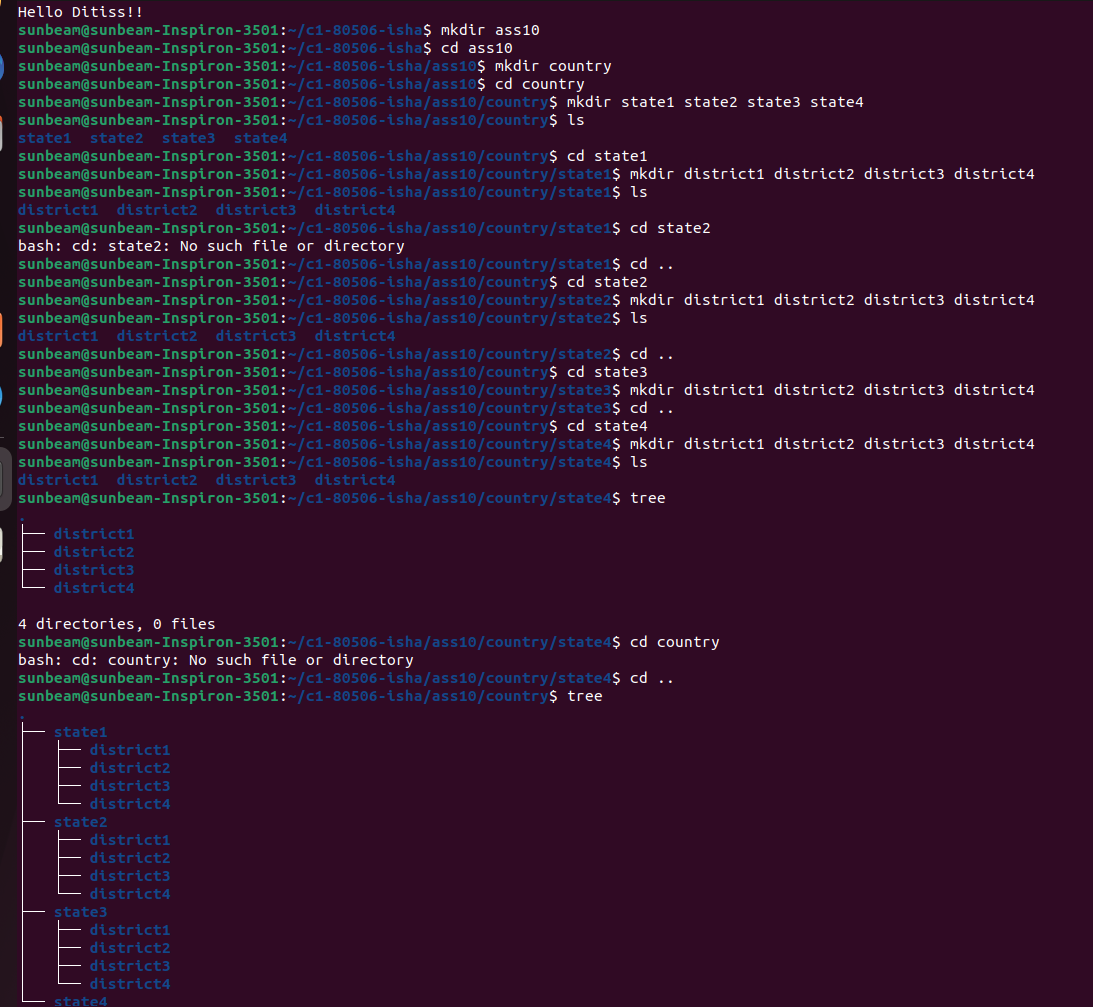 Hello Ditiss!!
sunbeam@sunbeam-Inspiron-3501:~/c1-80506-isha$ mkdir ass10
sunbeam@sunbeam-Inspiron-3501:~/c1-80506-isha$ cd ass10
sunbeam@sunbeam-Inspiron-3501:~/c1-80506-isha/ass10$ mkdir country
sunbeam@sunbeam-Inspiron-3501:~/c1-80506-isha/ass10$ cd country
sunbeam@sunbeam-Inspiron-3501:~/c1-80506-isha/ass10/country$ mkdir state1 state2 state3 state4
sunbeam@sunbeam-Inspiron-3501:~/c1-80506-isha/ass10/country$ ls
state1  state2  state3  state4
sunbeam@sunbeam-Inspiron-3501:~/c1-80506-isha/ass10/country$ cd state1
sunbeam@sunbeam-Inspiron-3501:~/c1-80506-isha/ass10/country/state1$ mkdir district1 district2 district3 district4
sunbeam@sunbeam-Inspiron-3501:~/c1-80506-isha/ass10/country/state1$ ls
district1  district2  district3  district4
sunbeam@sunbeam-Inspiron-3501:~/c1-80506-isha/ass10/country/state1$ cd state2
bash: cd: state2: No such file or directory
sunbeam@sunbeam-Inspiron-3501:~/c1-80506-isha/ass10/country/state1$ cd ..
sunbeam@sunbeam-Inspiron-3501:~/c1-80506-isha/ass10/country$ cd state2
sunbeam@sunbeam-Inspiron-3501:~/c1-80506-isha/ass10/country/state2$ mkdir district1 district2 district3 district4
sunbeam@sunbeam-Inspiron-3501:~/c1-80506-isha/ass10/country/state2$ ls
district1  district2  district3  district4
sunbeam@sunbeam-Inspiron-3501:~/c1-80506-isha/ass10/country/state2$ cd ..
sunbeam@sunbeam-Inspiron-3501:~/c1-80506-isha/ass10/country$ cd state3
sunbeam@sunbeam-Inspiron-3501:~/c1-80506-isha/ass10/country/state3$ mkdir district1 district2 district3 district4
sunbeam@sunbeam-Inspiron-3501:~/c1-80506-isha/ass10/country/state3$ cd ..
sunbeam@sunbeam-Inspiron-3501:~/c1-80506-isha/ass10/country$ cd state4
sunbeam@sunbeam-Inspiron-3501:~/c1-80506-isha/ass10/country/state4$ mkdir district1 district2 district3 district4
sunbeam@sunbeam-Inspiron-3501:~/c1-80506-isha/ass10/country/state4$ ls
district1  district2  district3  district4
sunbeam@sunbeam-Inspiron-3501:~/c1-80506-isha/ass10/country/state4$ tree
.
├── district1
├── district2
├── district3
└── district4
4 directories, 0 files
sunbeam@sunbeam-Inspiron-3501:~/c1-80506-isha/ass10/country/state4$ cd country
bash: cd: country: No such file or directory
sunbeam@sunbeam-Inspiron-3501:~/c1-80506-isha/ass10/country/state4$ cd ..
sunbeam@sunbeam-Inspiron-3501:~/c1-80506-isha/ass10/country$ tree
.
├── state1
│   ├── district1
│   ├── district2
│   ├── district3
│   └── district4
├── state2
│   ├── district1
│   ├── district2
│   ├── district3
│   └── district4
├── state3
│   ├── district1
│   ├── district2
│   ├── district3
│   └── district4
└── state4